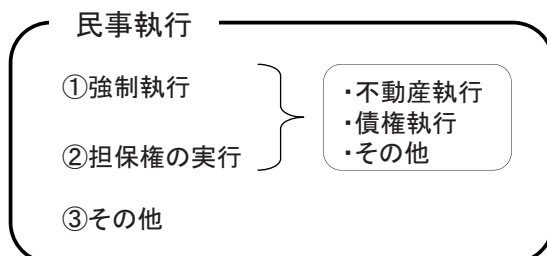 民事執行
①強制執行
②担保権の実行
③その他
・不動産執行
・債権執行
・その他